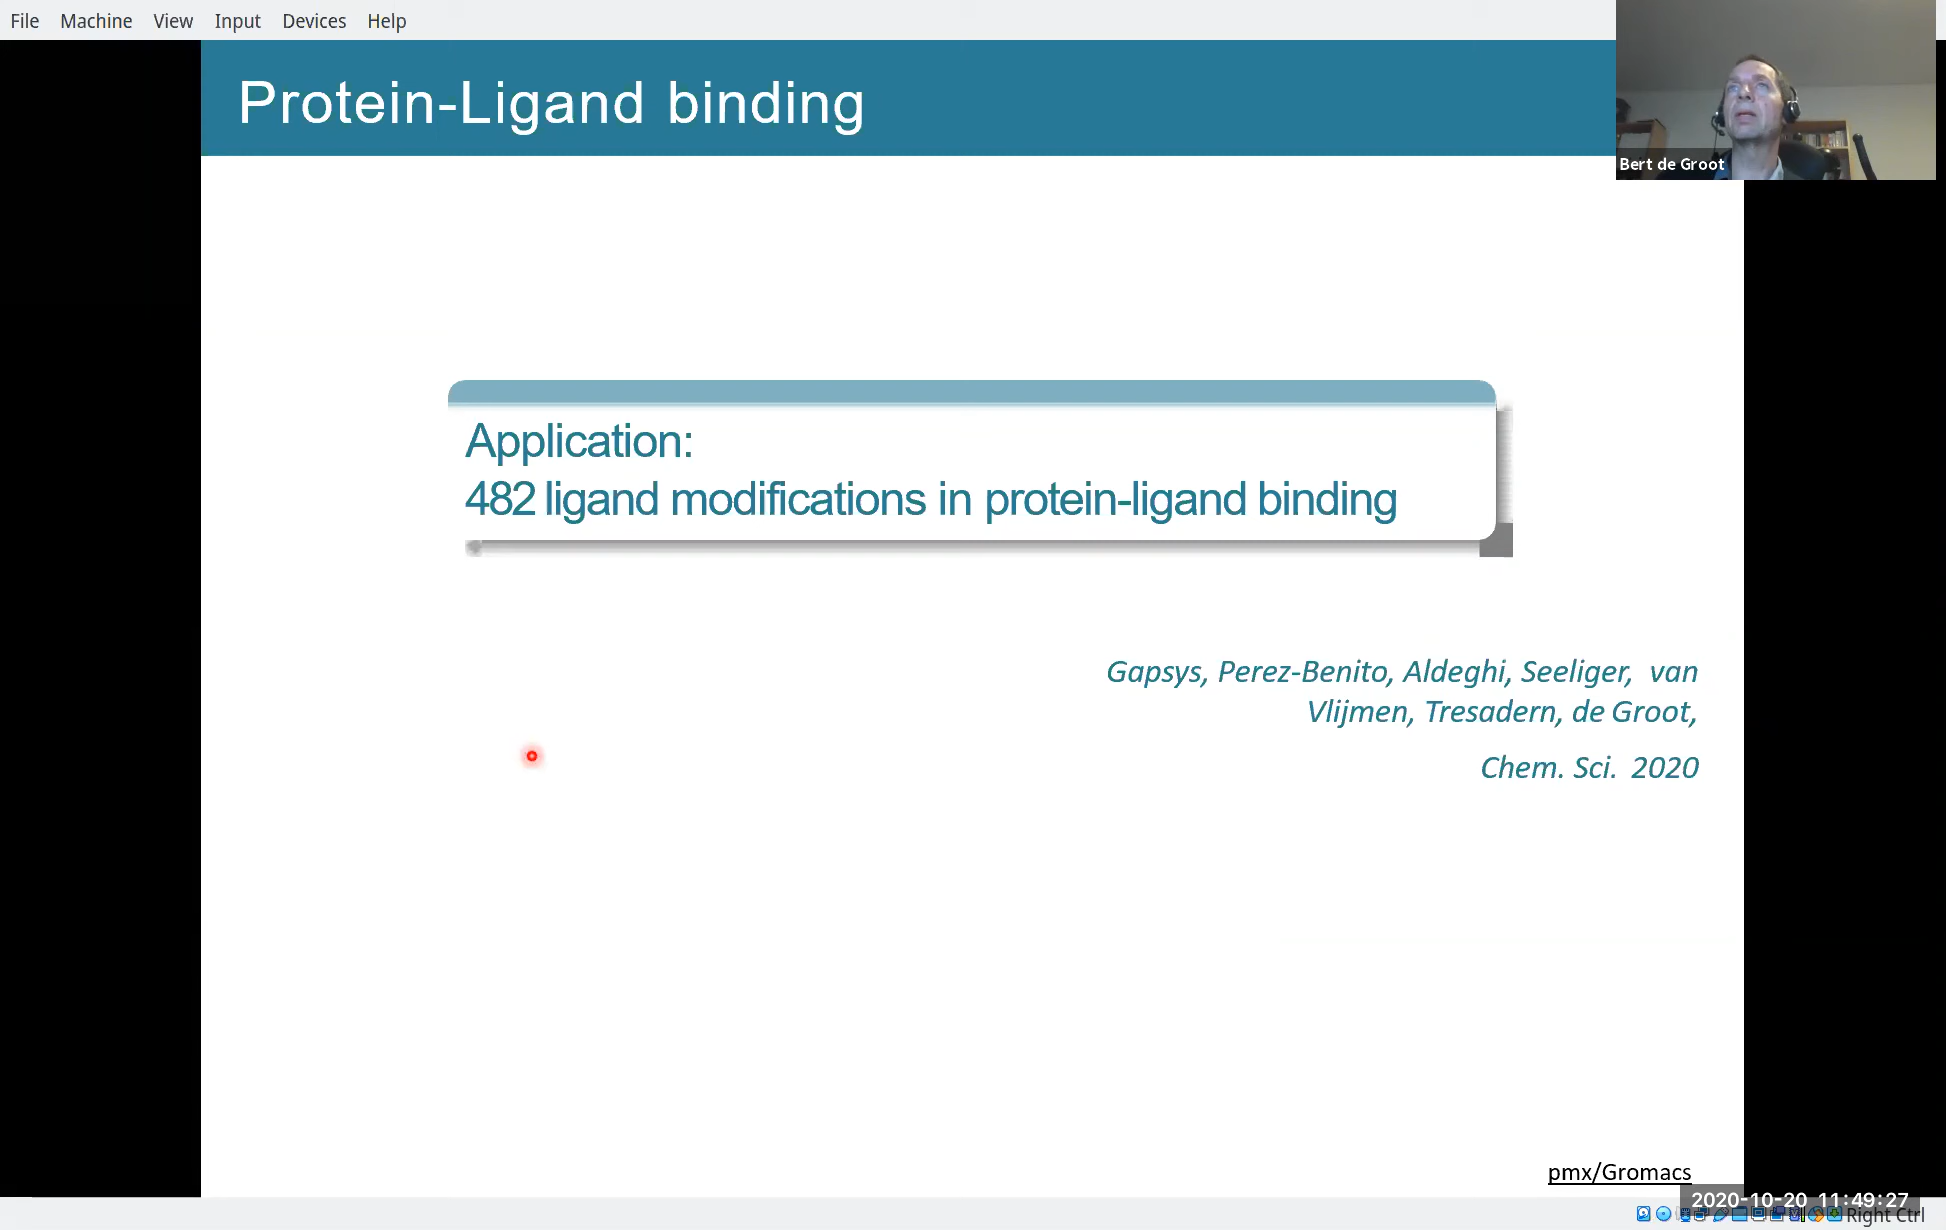 File Machine View Input Devices Help
Protein-Ligand binding
Bert de Groot
Application:
482 ligand modifications in protein-ligand binding
Gapsys, Perez-Benito, Aldeghi, Seeliger, van
Vlijmen, Tresadern, de Groot,
Chem. Sci. 2020
pmx/Gromacs
2020-10-20 11:49:27
Right Ctrl